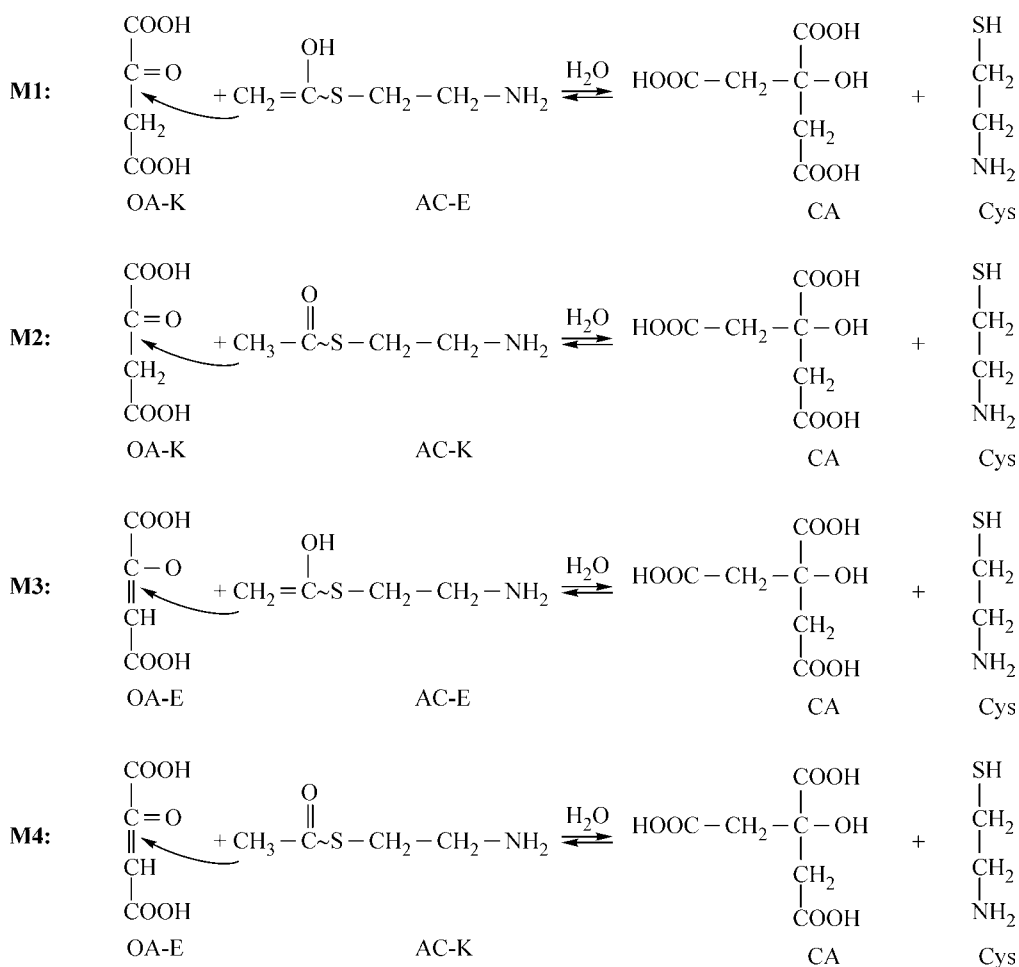 COOH OH COOH SH
M1: C=O + CH2=C~S−CH2−CH2−NH2 H2O HOOC−CH2−C−OH + CH2
CH2 CH2 CH2
COOH COOH NH2
OA-K AC-E CA Cys
COOH O COOH SH
M2: C=O + CH3−C~S−CH2−CH2−NH2 H2O HOOC−CH2−C−OH + CH2
CH2 CH2 CH2
COOH COOH NH2
OA-K AC-K CA Cys
COOH OH COOH SH
M3: C−O + CH2=C~S−CH2−CH2−NH2 H2O HOOC−CH2−C−OH + CH2
CH CH2 CH2
COOH COOH NH2
OA-E AC-E CA Cys
COOH O COOH SH
M4: C=O + CH3−C~S−CH2−CH2−NH2 H2O HOOC−CH2−C−OH + CH2
CH CH2 CH2
COOH COOH NH2
OA-E AC-K CA Cys